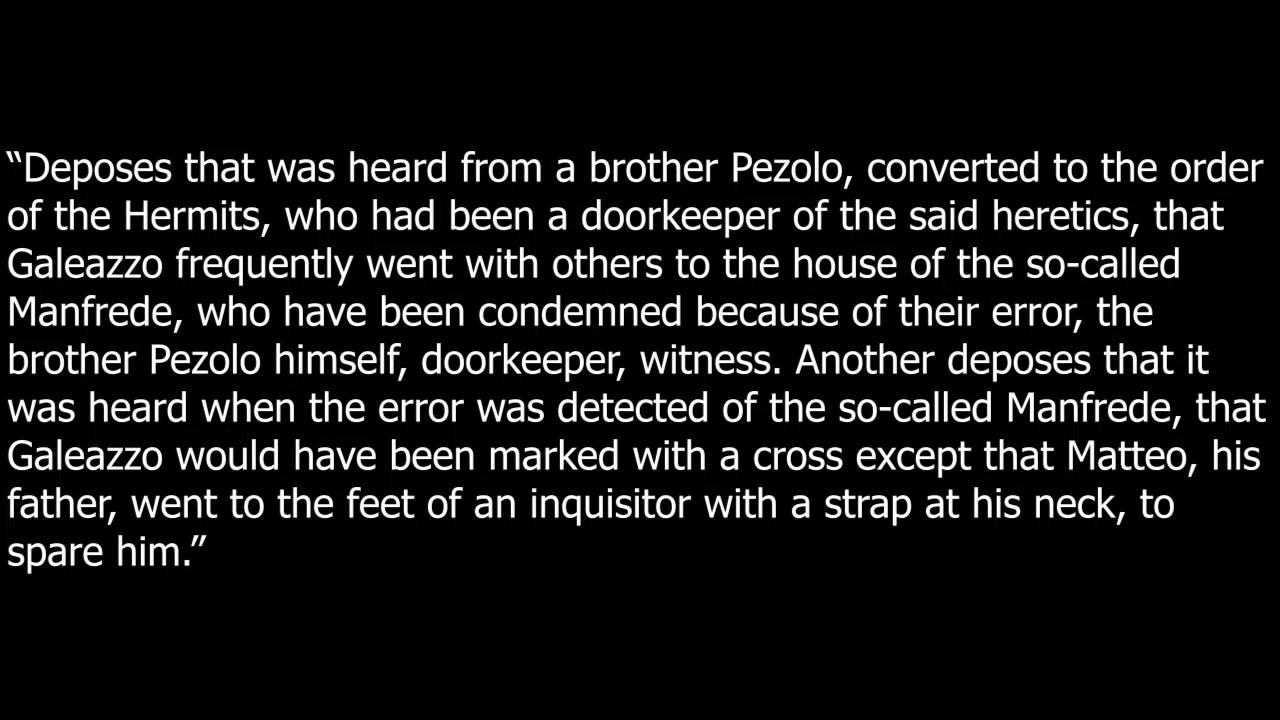 “Deposes that was heard from a brother Pezolo, converted to the order
of the Hermits, who had been a doorkeeper of the said heretics, that
Galeazzo frequently went with others to the house of the so-called
Manfrede, who have been condemned because of their error, the
brother Pezolo himself, doorkeeper, witness. Another deposes that it
was heard when the error was detected of the so-called Manfrede, that
Galeazzo would have been marked with a cross except that Matteo, his
father, went to the feet of an inquisitor with a strap at his neck, to
spare him.”